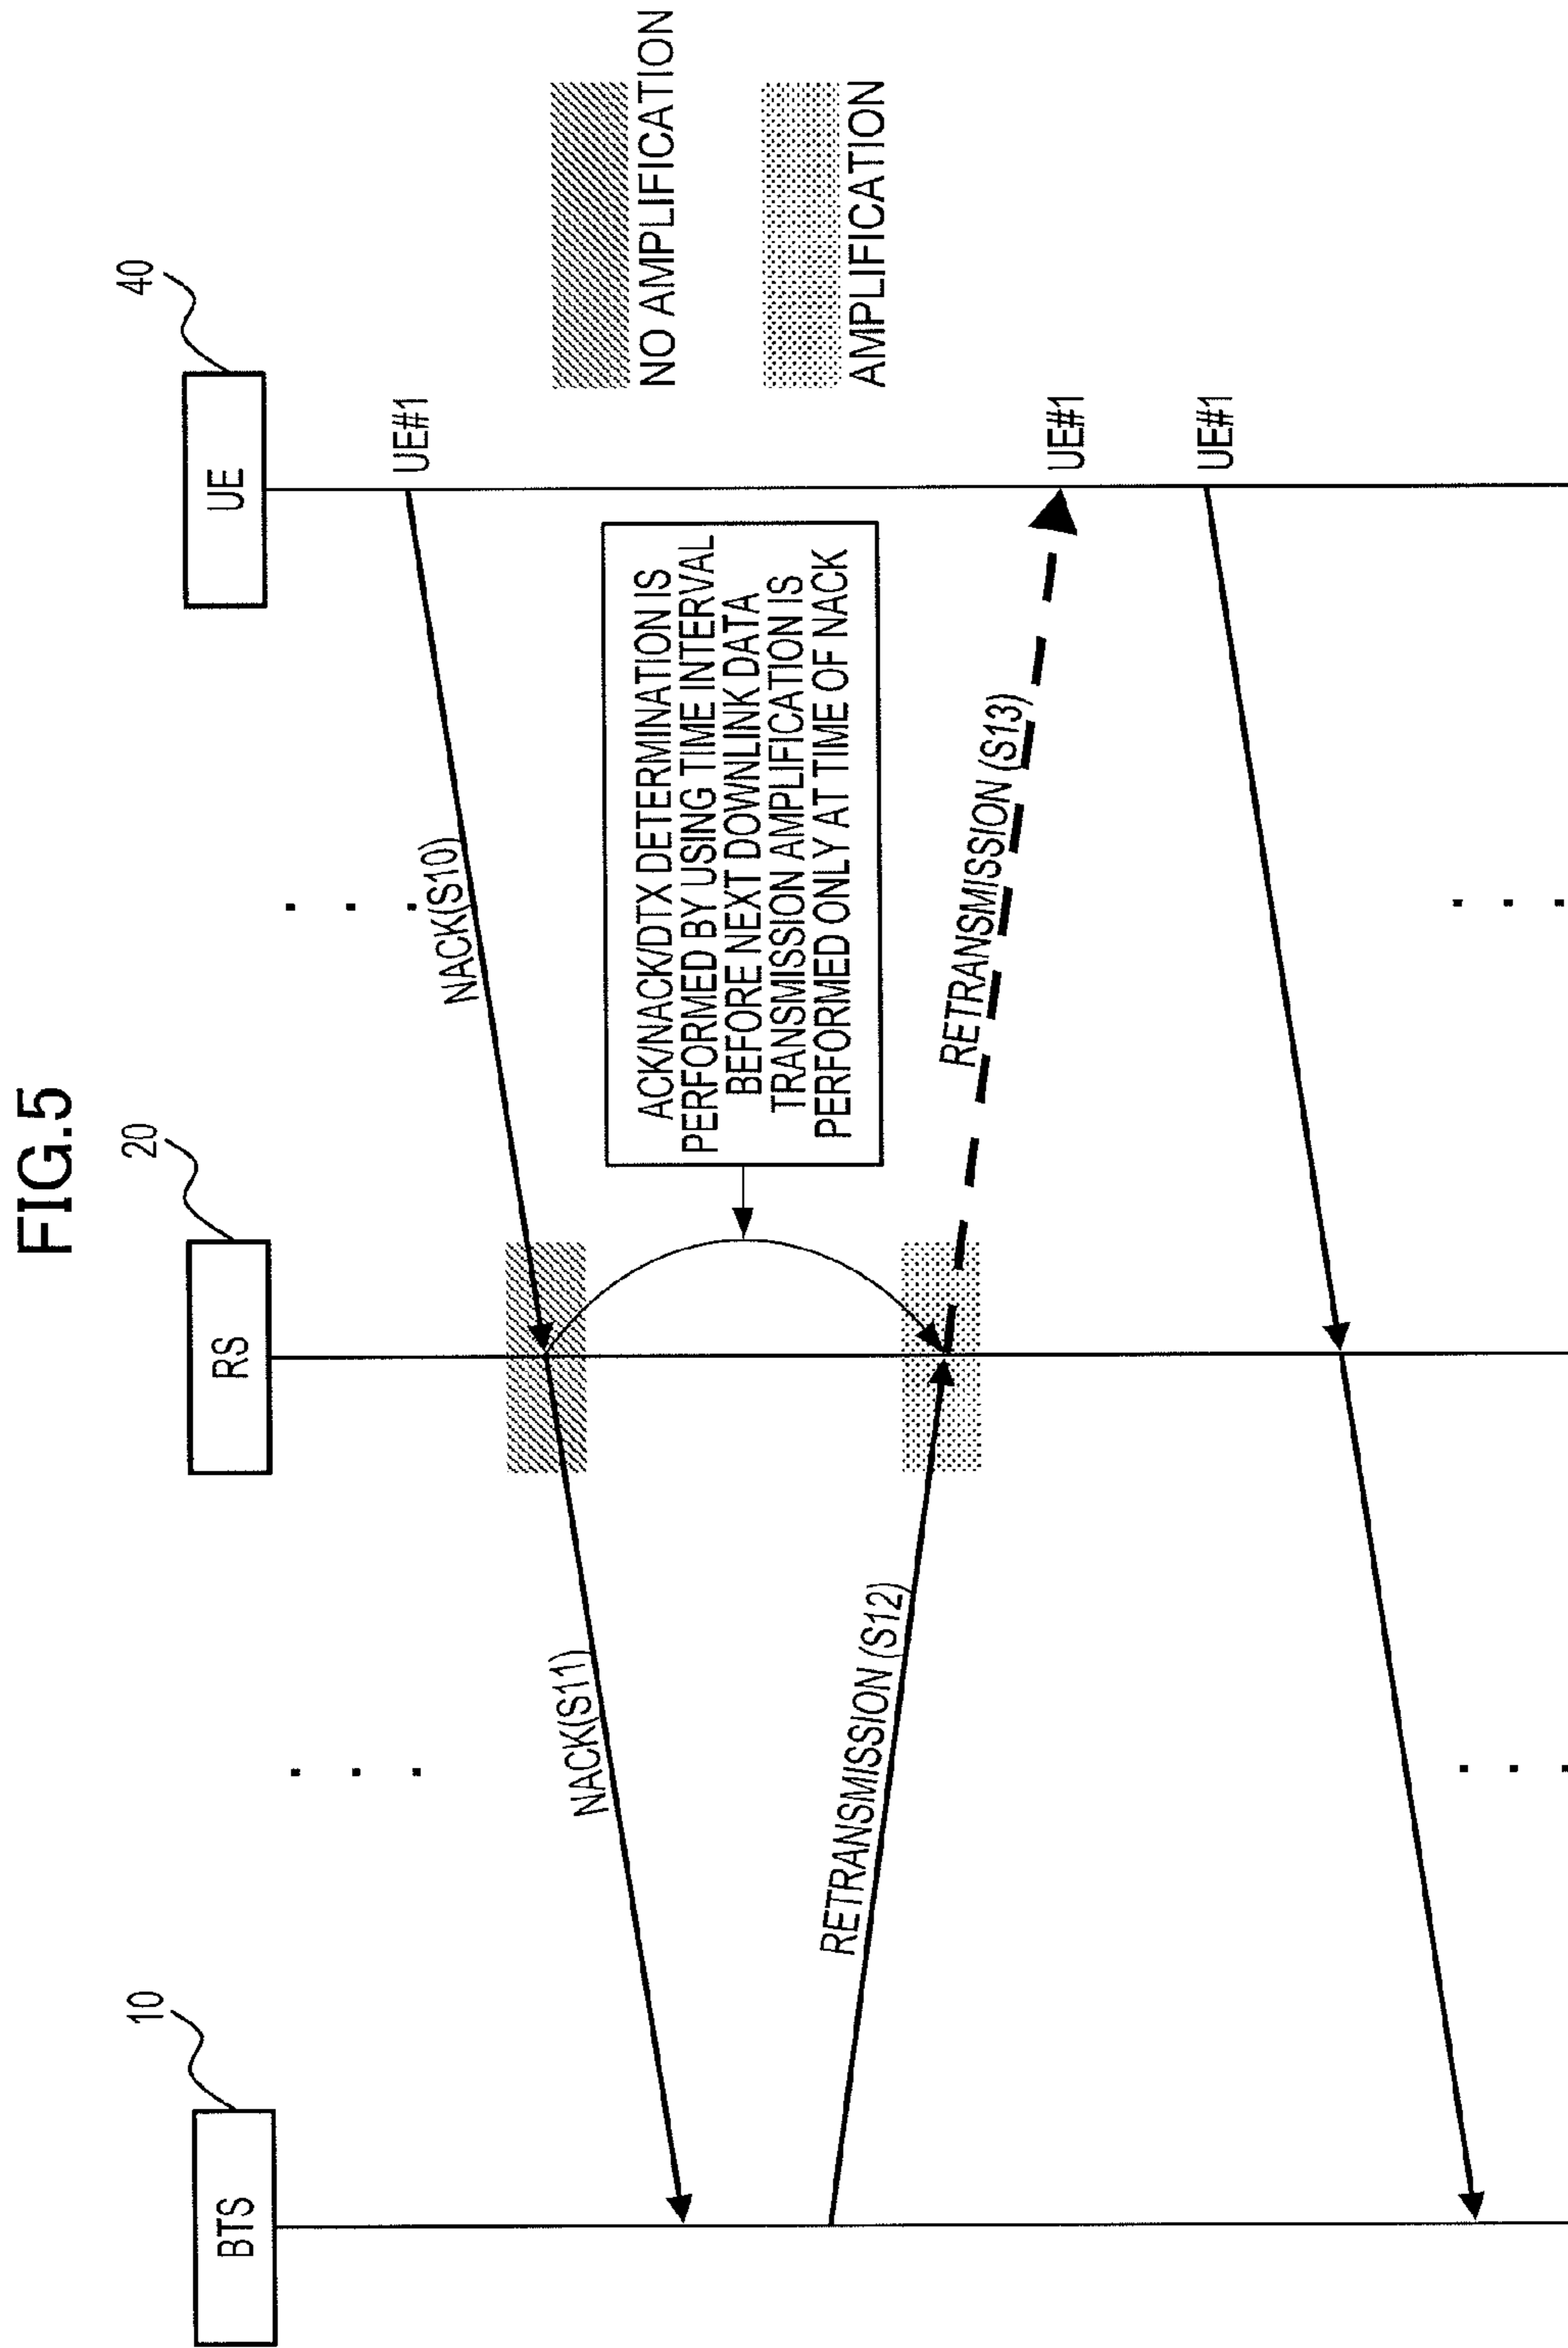 FIG.5
BTS
10
RS
20
UE
40
UE#1
NACK(S10)
NACK(S11)
ACK/NACK/DTX DETERMINATION IS
PERFORMED BY USING TIME INTERVAL
BEFORE NEXT DOWNLINK DATA
TRANSMISSION AMPLIFICATION IS
PERFORMED ONLY AT TIME OF NACK
RETRANSMISSION (S12)
RETRANSMISSION (S13)
UE#1
UE#1
NO AMPLIFICATION
AMPLIFICATION